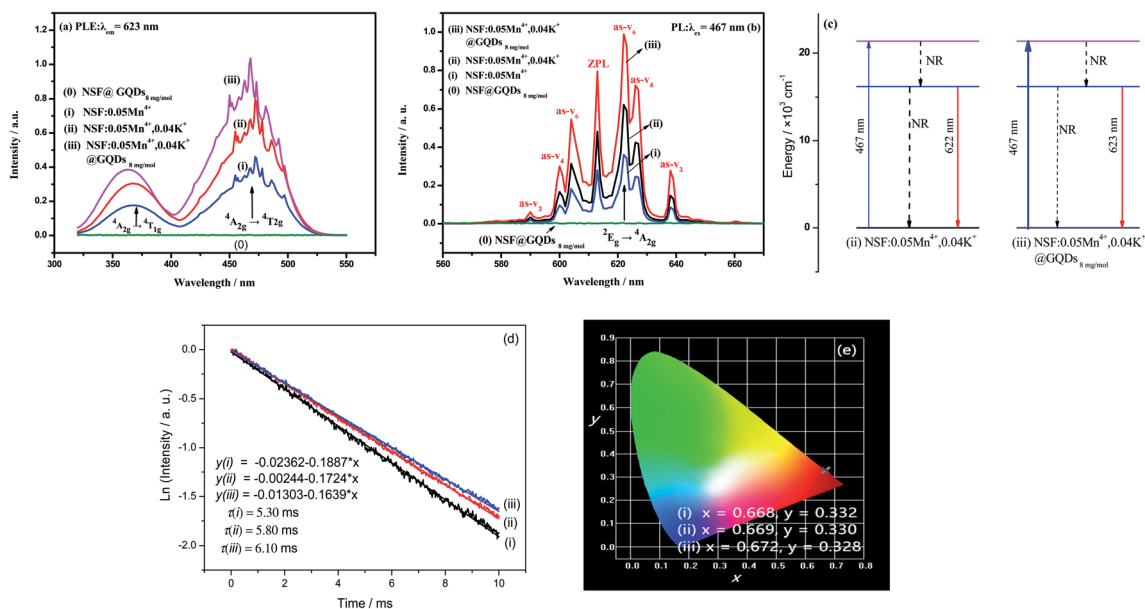 (a) PLE:λem = 623 nm
(0) NSF@ GQDs8 mg/mol
(i) NSF:0.05Mn4+
(ii) NSF:0.05Mn4+,0.04K+
(iii) NSF:0.05Mn4+,0.04K+
@GQDs8 mg/mol
(iii)
(ii)
(i)
4A2g → 4T1g
4A2g → 4T2g
(0)
Intensity / a. u.
0.0
0.2
0.4
0.6
0.8
1.0
1.2
300 350 400 450 500 550
Wavelength / nm
(iii) NSF:0.05Mn4+,0.04K+
@GQDs8 mg/mol
(ii) NSF:0.05Mn4+,0.04K+
(i) NSF:0.05Mn4+
(0) NSF@GQDs8 mg/mol
PL:λex= 467 nm (b)
as-v6
(iii)
ZPL
as-v4
as-v6
(ii)
as-v4
(i)
as-v3
as-v3
(0) NSF@GQDs8 mg/mol
2Eg → 4A2g
Intensity / a. u.
0.0
0.2
0.4
0.6
0.8
1.0
560 580 600 620 640 660
Wavelength / nm
(c)
Energy / ×10³ cm-1
20
10
0
NR
NR
467 nm
622 nm
NR
NR
467 nm
623 nm
(ii) NSF:0.05Mn4+,0.04K+
(iii) NSF:0.05Mn4+,0.04K+
@GQDs8 mg/mol
(d)
Ln (Intensity / a. u.)
0.0
-0.5
-1.0
-1.5
-2.0
y(i) = -0.02362-0.1887*x
y(ii) = -0.00244-0.1724*x
y(iii) = -0.01303-0.1639*x
τ(i) = 5.30 ms
τ(ii) = 5.80 ms
τ(iii) = 6.10 ms
(iii)
(ii)
(i)
0 2 4 6 8 10
Time / ms
(e)
0.9
0.8
0.7
0.6
0.5
0.4
0.3
0.2
0.1
0.0
y
(i) x = 0.668, y = 0.332
(ii) x = 0.669, y = 0.330
(iii) x = 0.672, y = 0.328
0.0 0.1 0.2 0.3 0.4 0.5 0.6 0.7 0.8
x